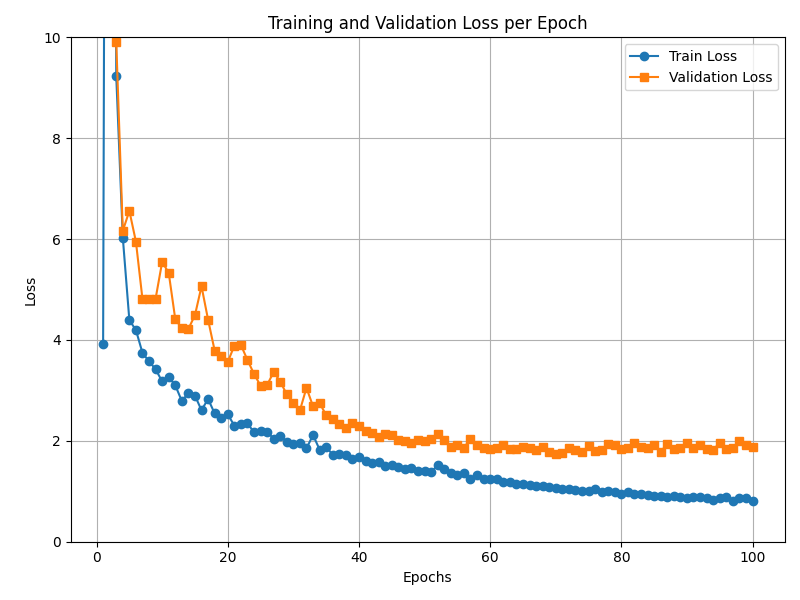 Training and Validation Loss per Epoch
Train Loss
Validation Loss
10
8
6
4
2
0
Loss
0 20 40 60 80 100
Epochs